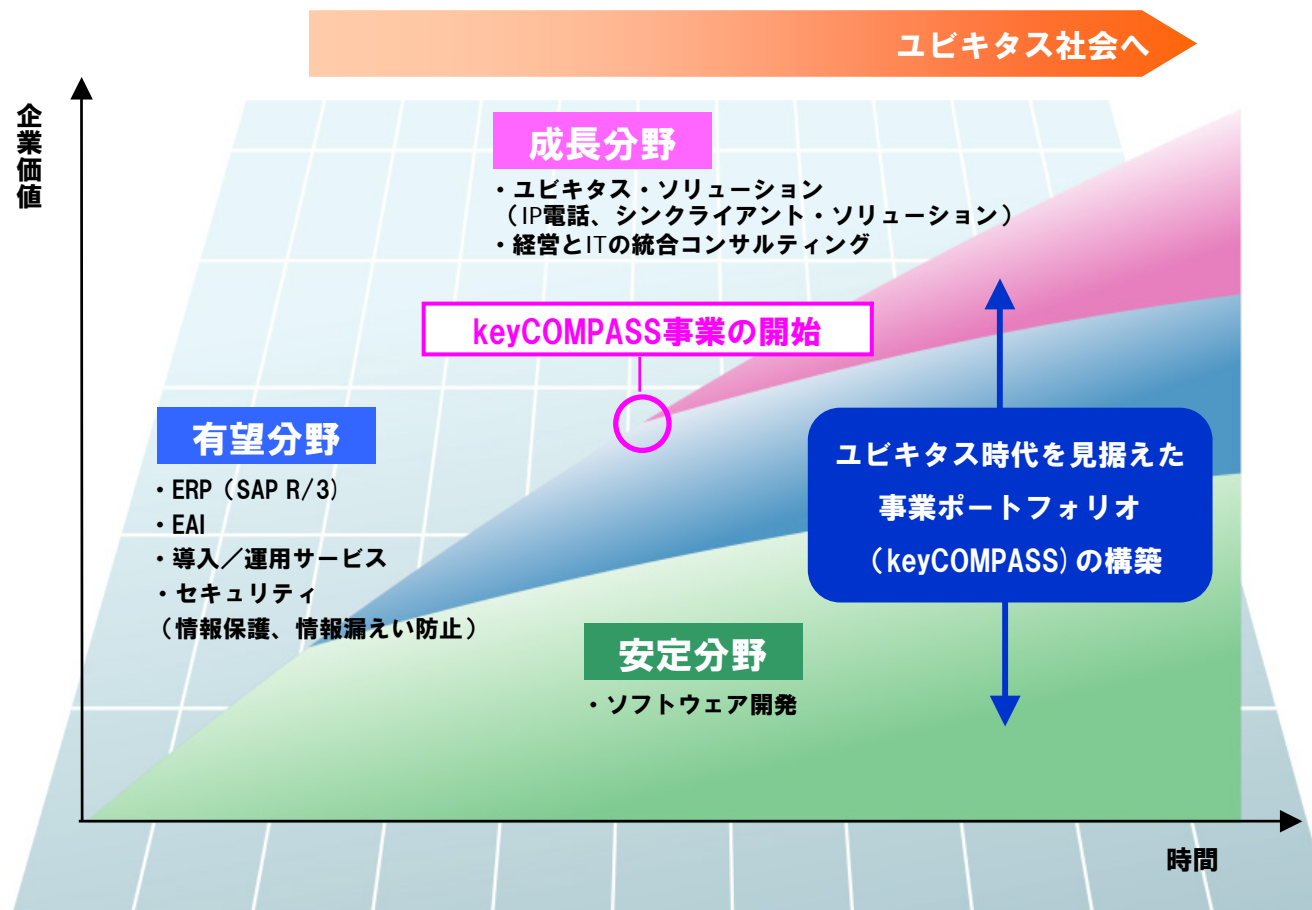 ユビキタス社会へ
企業価値
成長分野
・ユビキタス・ソリューション
（IP電話、シンクライアント・ソリューション）
・経営とITの統合コンサルティング
keyCOMPASS事業の開始
有望分野
・ERP（SAP R/3）
・EAI
・導入／運用サービス
・セキュリティ
（情報保護、情報漏えい防止）
ユビキタス時代を見据えた
事業ポートフォリオ
（keyCOMPASS）の構築
安定分野
・ソフトウェア開発
時間